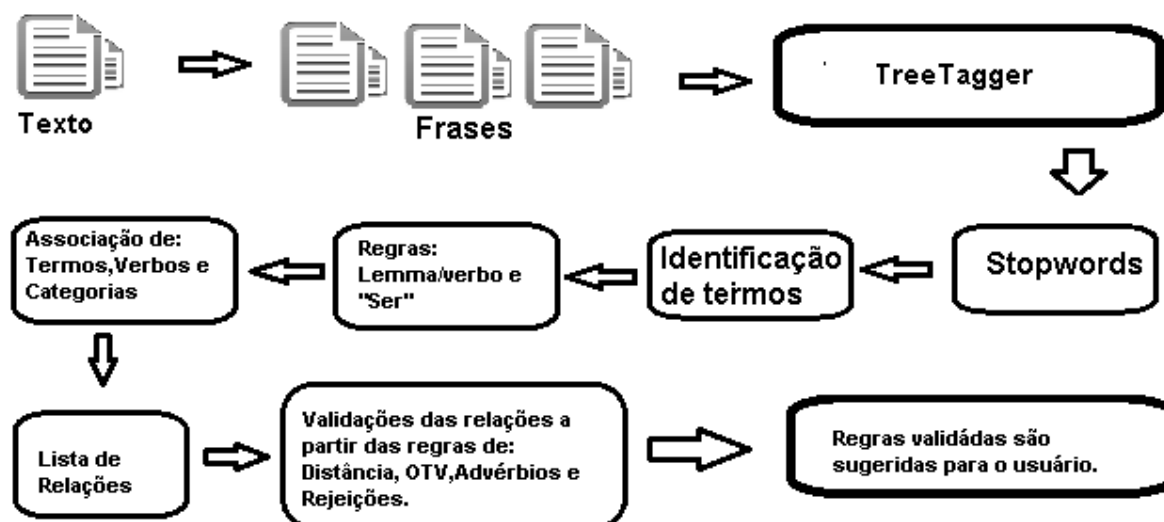 Texto
Frases
TreeTagger
Stopwords
Identificação
de termos
Regras:
Lemma/verbo e
"Ser"
Associação de:
Termos,Verbos e
Categorias
Lista de
Relações
Validações das relações a
partir das regras de:
Distância, OTV,Advérbios e
Rejeições.
Regras validádas são
sugeridas para o usuário.